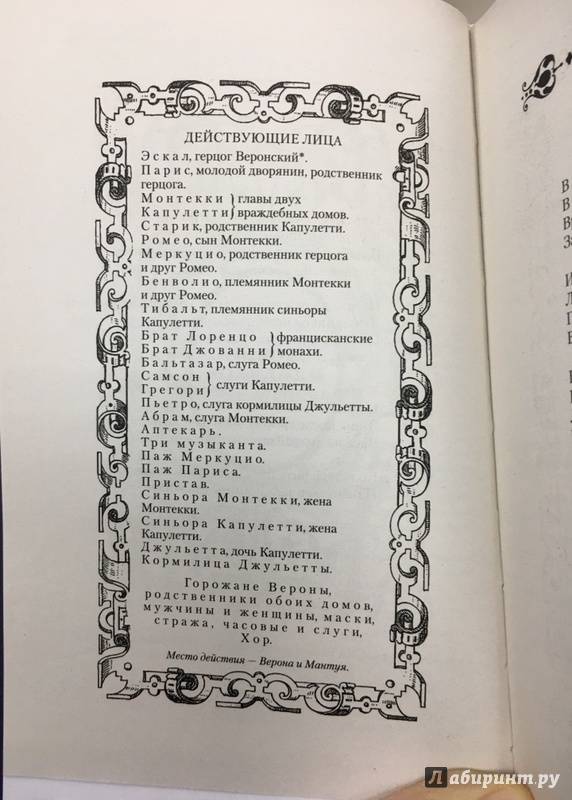 ДЕЙСТВУЮЩИЕ ЛИЦА
Эскал, герцог Веронский*.
Парис, молодой дворянин, родственник
герцога.
Монтекки } главы двух
Капулетти } враждебных домов.
Старик, родственник Капулетти.
Ромео, сын Монтекки.
Меркуцио, родственник герцога
и друг Ромео.
Бенволио, племянник Монтекки
и друг Ромео.
Тибальт, племянник синьоры
Капулетти.
Брат Лоренцо } францисканские
Брат Джованни } монахи.
Бальтазар, слуга Ромео.
Самсон
Грегори } слуги Капулетти.
Пьетро, слуга кормилицы Джульетты.
Абрам, слуга Монтекки.
Аптекарь.
Три музыканта.
Паж Меркуцио.
Паж Париса.
Пристав.
Синьора Монтекки, жена
Монтекки.
Синьора Капулетти, жена
Капулетти.
Джульетта, дочь Капулетти.
Кормилица Джульетты.
Горожане Вероны,
родственники обоих домов,
мужчины и женщины, маски,
стража, часовые и слуги,
Хор.
Место действия — Верона и Мантуя.
Лабиринт.ру